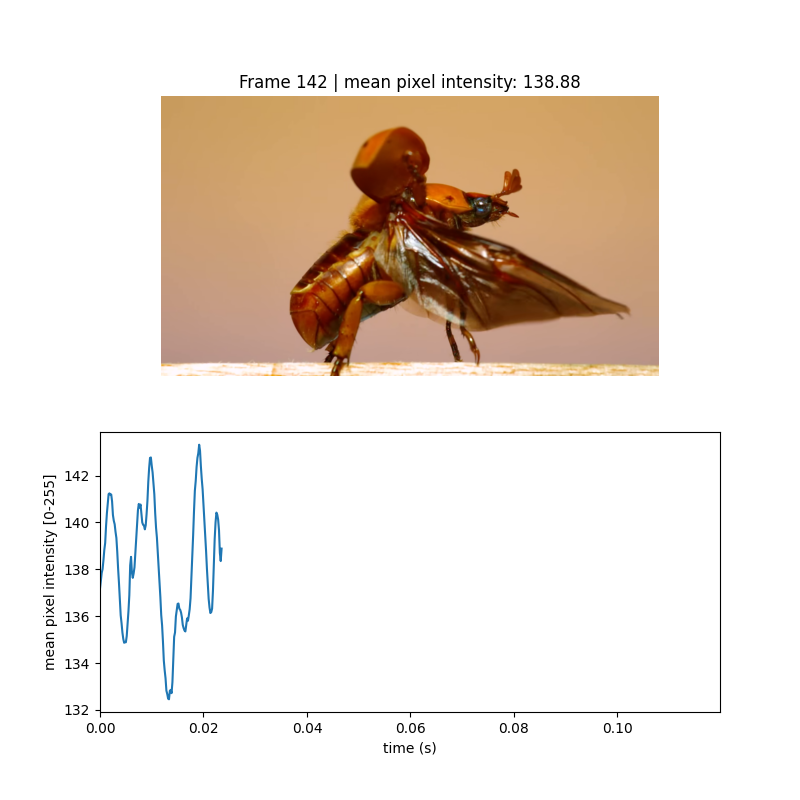 Frame 142 | mean pixel intensity: 138.88
mean pixel intensity [0-255]
142
140
138
136
134
132
0.00 0.02 0.04 0.06 0.08 0.10
time (s)